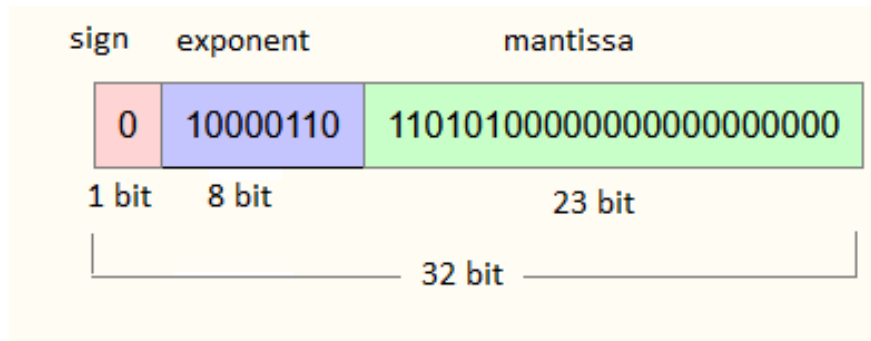 sign exponent mantissa
0 10000110 11010100000000000000000
1 bit 8 bit 23 bit
32 bit